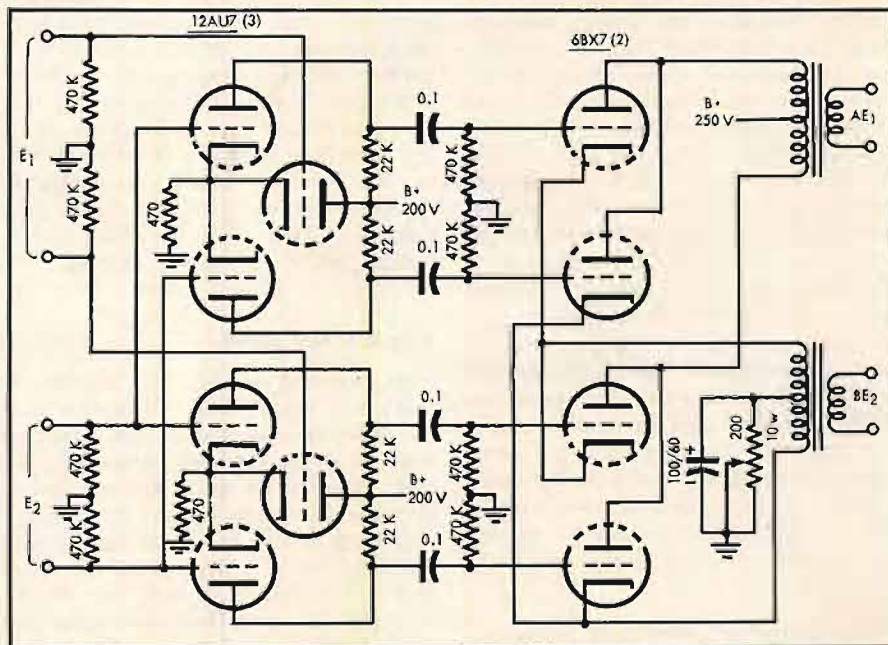 12AU7 (3)
6BX7 (2)
470 K
E1
470 K
470
22 K
22 K
B+
200 V
0.1
0.1
470 K
470 K
B+
250 V
AE1
E2
470 K
470 K
470
22 K
22 K
B+
200 V
0.1
0.1
470 K
470 K
100/60
+
-
200
10 w
BE2